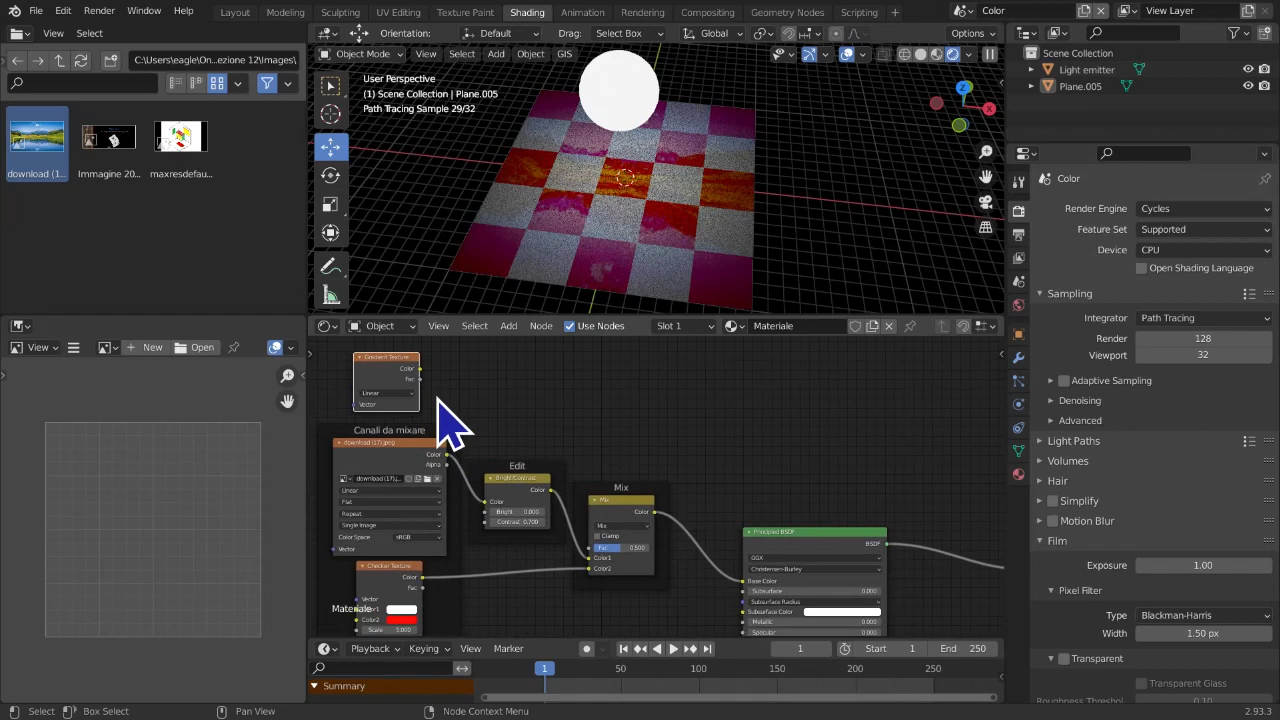 File Edit Render Window Help Layout Modeling Sculpting UV Editing Texture Paint Shading Animation Rendering Compositing Geometry Nodes Scripting + Color View Layer
View Select
C:\Users\eagle\On...ezione 12\Images\
download (1...
Immagine 20...
maxresdefau...
Orientation: Default Drag: Select Box Global Options
Object Mode View Select Add Object GIS
User Perspective
(1) Scene Collection | Plane.005
Path Tracing Sample 29/32
Z
X
Y
View New Open
Object View Select Add Node Use Nodes Slot 1 Materiale
Gradient Texture
Color
Fac
Linear
Vector
Canali da mixare
download (17).jpeg
Color
Alpha
download (17).j...
Linear
Flat
Repeat
Single Image
Color Space sRGB
Vector
Checker Texture
Color
Fac
Vector
Color2
Scale 5.000
Materiale
Edit
Bright/Contrast
Color
Color
Bright 0.000
Contrast 0.700
Mix
Mix
Color
Mix
Clamp
Fac 0.500
Color1
Color2
Principled BSDF
BSDF
GGX
Christensen-Burley
Base Color
Subsurface 0.000
Subsurface Radius
Subsurface Color
Metallic 0.000
Specular
Playback Keying View Marker 1 Start 1 End 250
1 50 100 150 200 250
Summary
Scene Collection
Light emitter
Plane.005
Color
Render Engine Cycles
Feature Set Supported
Device CPU
Open Shading Language
Sampling
Integrator Path Tracing
Render 128
Viewport 32
Adaptive Sampling
Denoising
Advanced
Light Paths
Volumes
Hair
Simplify
Motion Blur
Film
Exposure 1.00
Pixel Filter
Type Blackman-Harris
Width 1.50 px
Transparent
Transparent Glass
Roughness Threshol. 0.10
Select Box Select Pan View Node Context Menu 2.93.3